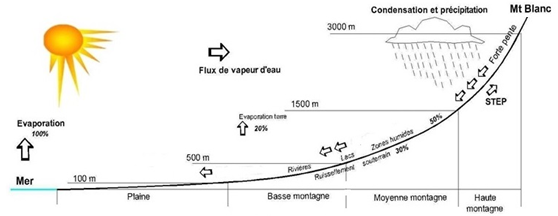 Mt Blanc
Condensation et précipitation
3000 m
Forte pente
Flux de vapeur d'eau
STEP
Evaporation
100%
1500 m
Evaporation terre
20%
50%
Zones humides
Lacs
30%
souterrain
500 m
Rivières
Ruissellement
Mer
100 m
Plaine
Basse montagne
Moyenne montagne
Haute
montagne